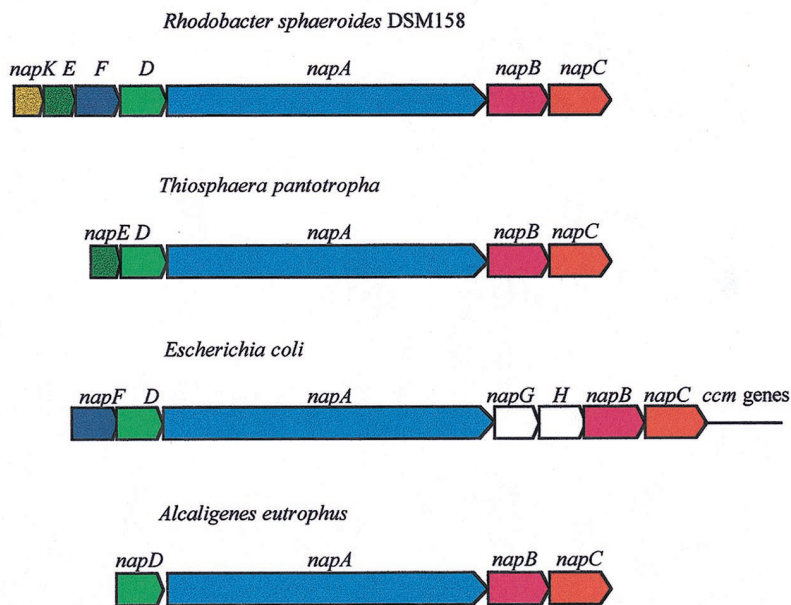 Rhodobacter sphaeroides DSM158
napK E F D napA napB napC
Thiosphaera pantotropha
napE D napA napB napC
Escherichia coli
napF D napA napG H napB napC ccm genes
Alcaligenes eutrophus
napD napA napB napC